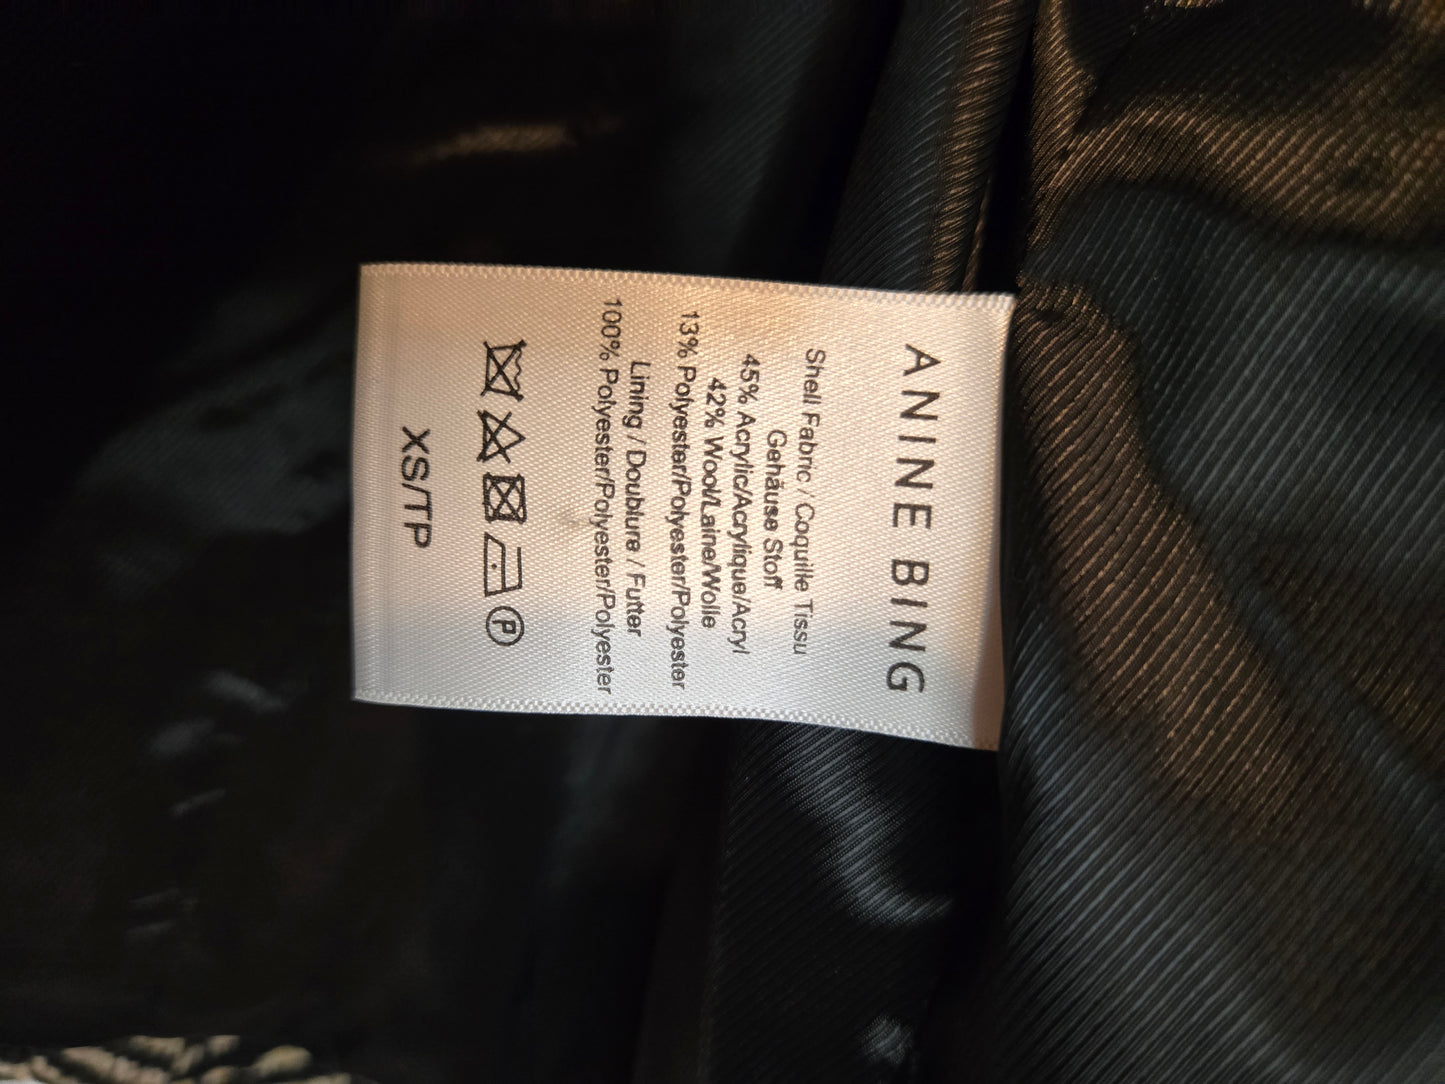 ANINE BING
Shell Fabric / Coquille Tissu
Gehäuse Stoff
45% Acrylic/Acrylique/Acryl
42% Wool/Laine/Wolle
13% Polyester/Polyester/Polyester
Lining / Doublure / Futter
100% Polyester/Polyester/Polyester
P
XS/TP